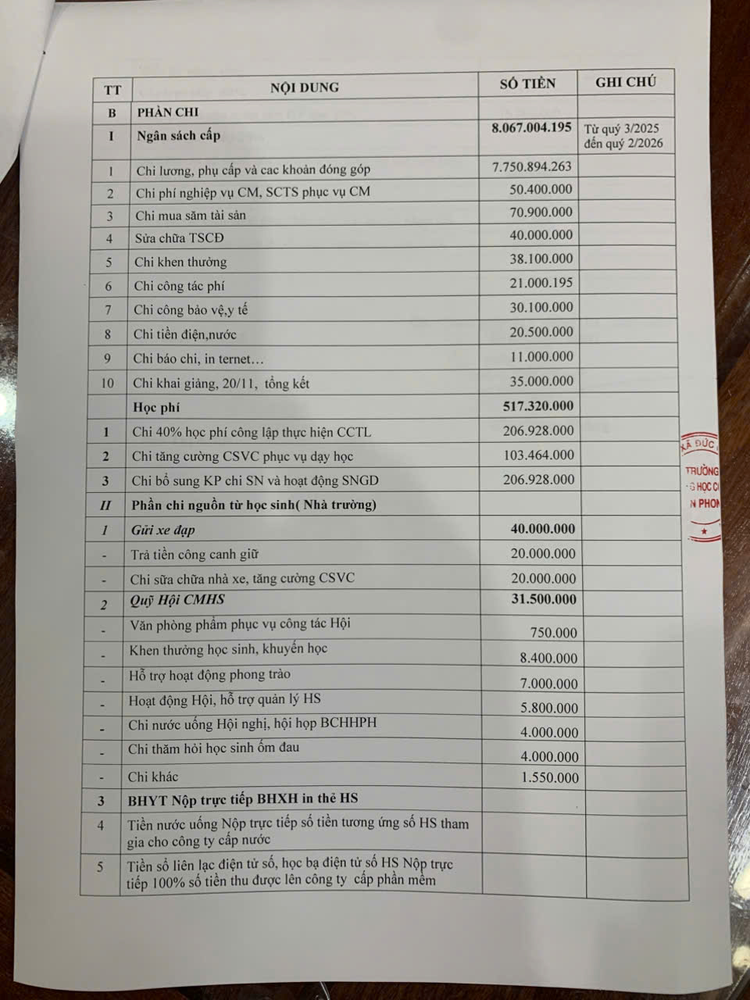 TT NỘI DUNG SỐ TIỀN GHI CHÚ
B PHẦN CHI
I Ngân sách cấp 8.067.004.195 Từ quý 3/2025
đến quý 2/2026
1 Chi lương, phụ cấp và cac khoản đóng góp 7.750.894.263
2 Chi phí nghiệp vụ CM, SCTS phục vụ CM 50.400.000
3 Chi mua săm tài sản 70.900.000
4 Sửa chữa TSCĐ 40.000.000
5 Chi khen thưởng 38.100.000
6 Chi công tác phí 21.000.195
7 Chi công bảo vệ,y tế 30.100.000
8 Chi tiền điện,nước 20.500.000
9 Chi báo chi, in ternet… 11.000.000
10 Chi khai giảng, 20/11, tổng kết 35.000.000
Học phí 517.320.000
1 Chi 40% học phí công lập thực hiện CCTL 206.928.000
2 Chi tăng cường CSVC phục vụ dạy học 103.464.000
3 Chi bổ sung KP chi SN và hoạt động SNGD 206.928.000
II Phần chi nguồn từ học sinh( Nhà trường)
1 Gửi xe đạp 40.000.000
- Trả tiền công canh giữ 20.000.000
- Chi sữa chữa nhà xe, tăng cường CSVC 20.000.000
2 Quỹ Hội CMHS 31.500.000
- Văn phòng phẩm phục vụ công tác Hội 750.000
- Khen thưởng học sinh, khuyến học 8.400.000
- Hỗ trợ hoạt động phong trào 7.000.000
- Hoạt động Hội, hỗ trợ quản lý HS 5.800.000
- Chi nước uống Hội nghị, hội họp BCHHPH 4.000.000
- Chi thăm hỏi học sinh ốm đau 4.000.000
- Chi khác 1.550.000
3 BHYT Nộp trực tiếp BHXH in thẻ HS
4 Tiền nước uống Nộp trực tiếp số tiền tương ứng số HS tham
gia cho công ty cấp nước
5 Tiền sổ liên lạc điện tử số, học bạ điện tử số HS Nộp trực
tiếp 100% số tiền thu được lên công ty cấp phần mềm
XÃ ĐỨC
TRƯỜNG
HỌC
PHON